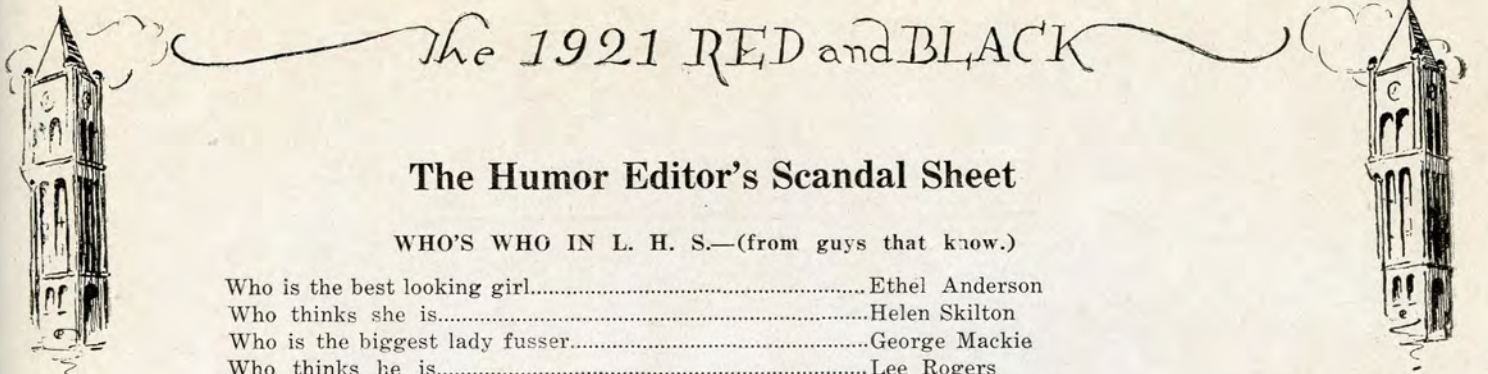 The 1921 RED and BLACK
The Humor Editor's Scandal Sheet
WHO'S WHO IN L. H. S.—(from guys that know.)
Who is the best looking girl........................................................Ethel Anderson
Who thinks she is........................................................................Helen Skilton
Who is the biggest lady fusser..................................................George Mackie
Who thinks he is.........................................................................Lee Rogers